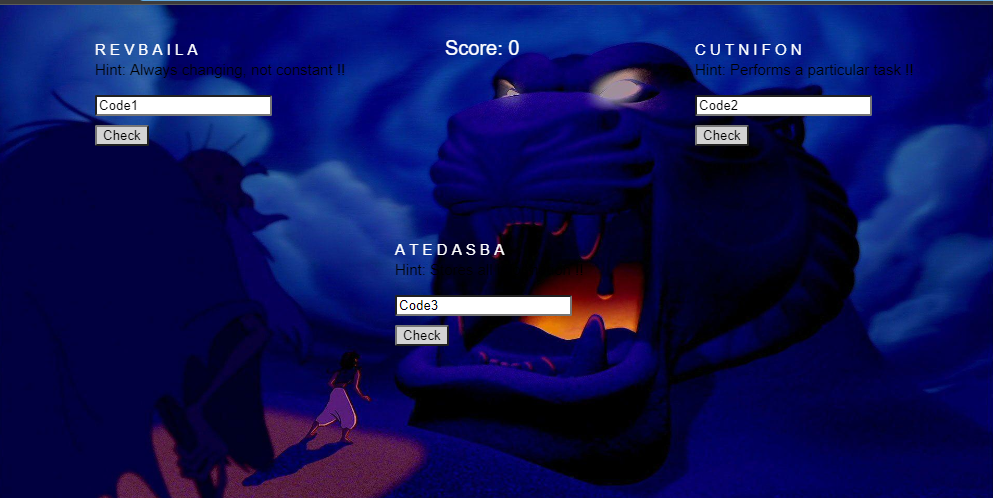 REVBAILA
Hint: Always changing, not constant !!
Code1
Check
Score: 0
CUTNIFON
Hint: Performs a particular task !!
Code2
Check
ATEDASBA
Hint:
Code3
Check